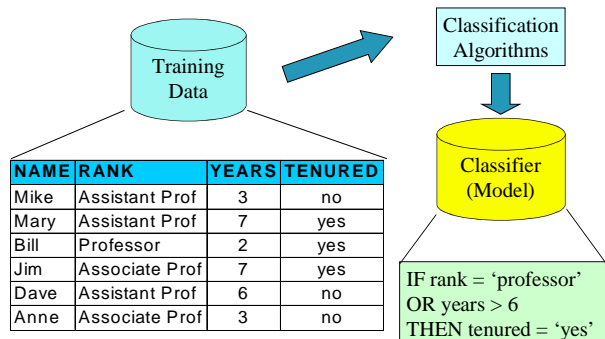 Training
Data
Classification
Algorithms
NAME RANK YEARS TENURED
Mike Assistant Prof 3 no
Mary Assistant Prof 7 yes
Bill Professor 2 yes
Jim Associate Prof 7 yes
Dave Assistant Prof 6 no
Anne Associate Prof 3 no
Classifier
(Model)
IF rank = ‘professor’
OR years > 6
THEN tenured = ‘yes’